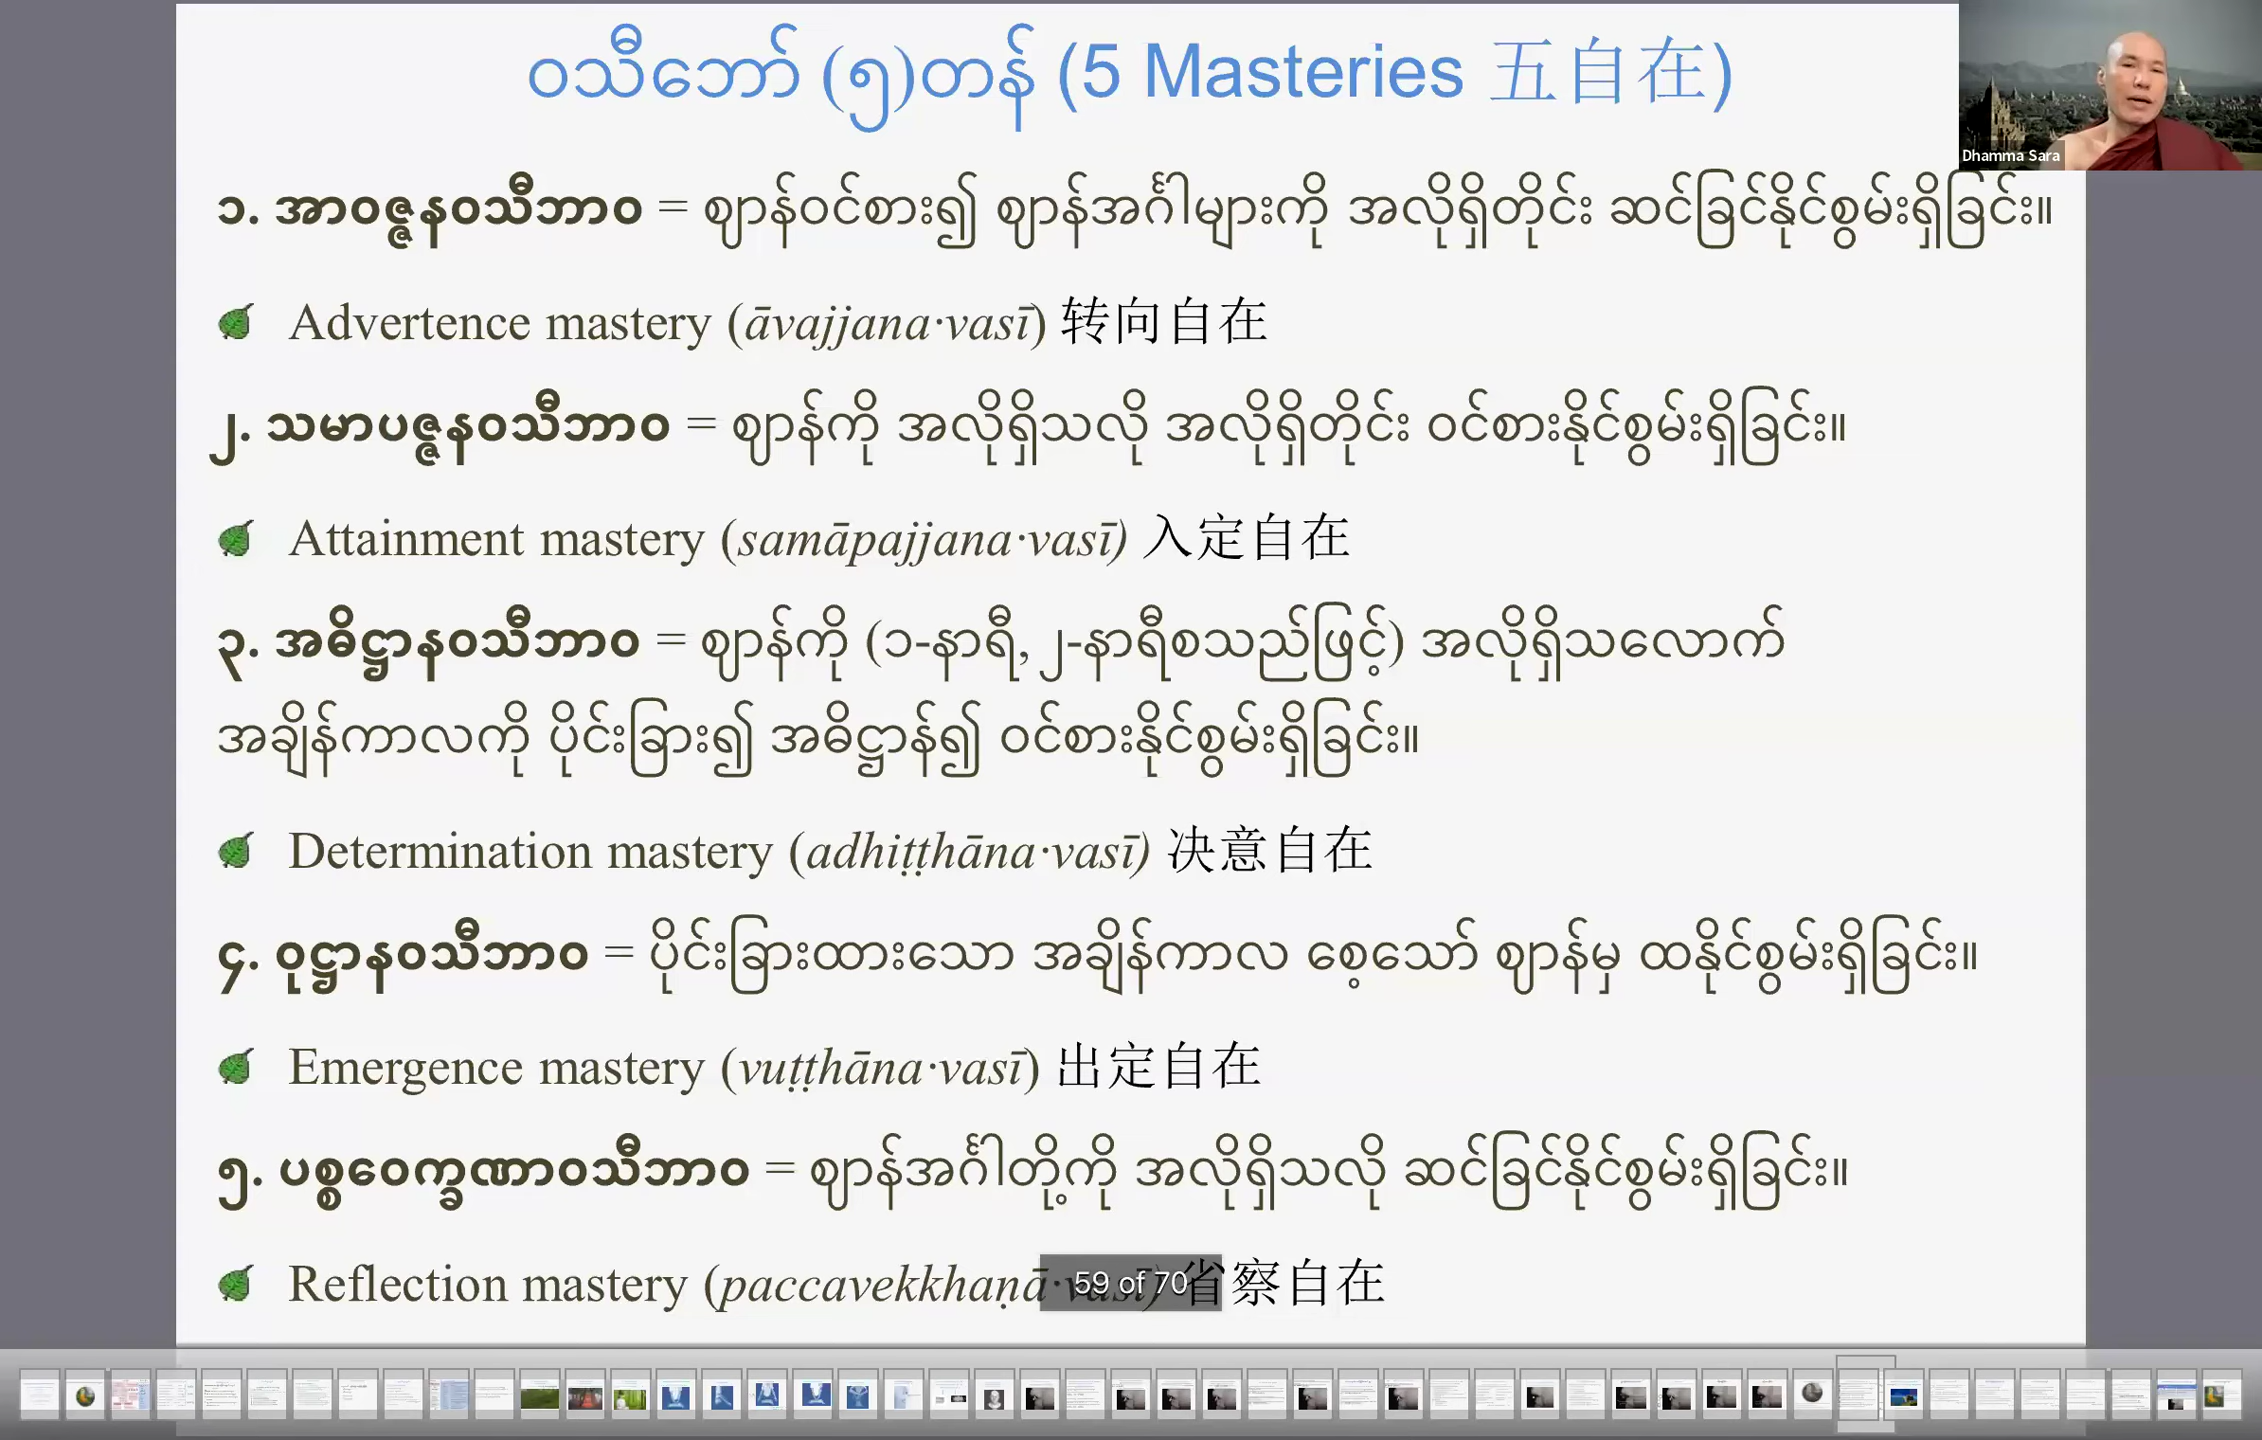 ဝသီဘော် (၅)တန် (5 Masteries 五自在)
Dhamma Sara
၁. အာဝဇ္ဇနဝသီဘာဝ = ဈာန်ဝင်စား၍ ဈာန်အင်္ဂါများကို အလိုရှိတိုင်း ဆင်ခြင်နိုင်စွမ်းရှိခြင်း။
Advertence mastery (āvajjana·vasī) 转向自在
၂. သမာပဇ္ဇနဝသီဘာဝ = ဈာန်ကို အလိုရှိသလို အလိုရှိတိုင်း ဝင်စားနိုင်စွမ်းရှိခြင်း။
Attainment mastery (samāpajjana·vasī) 入定自在
၃. အဓိဋ္ဌာနဝသီဘာဝ = ဈာန်ကို (၁-နာရီ,၂-နာရီစသည်ဖြင့်) အလိုရှိသလောက်
အချိန်ကာလကို ပိုင်းခြား၍ အဓိဋ္ဌာန်၍ ဝင်စားနိုင်စွမ်းရှိခြင်း။
Determination mastery (adhiṭṭhāna·vasī) 决意自在
၄. ဝုဋ္ဌာနဝသီဘာဝ = ပိုင်းခြားထားသော အချိန်ကာလ စေ့သော် ဈာန်မှ ထနိုင်စွမ်းရှိခြင်း။
Emergence mastery (vuṭṭhāna·vasī) 出定自在
၅. ပစ္စဝေက္ခဏာဝသီဘာဝ = ဈာန်အင်္ဂါတို့ကို အလိုရှိသလို ဆင်ခြင်နိုင်စွမ်းရှိခြင်း။
Reflection mastery (paccavekkhaṇā·vasī) 省察自在
59 of 70